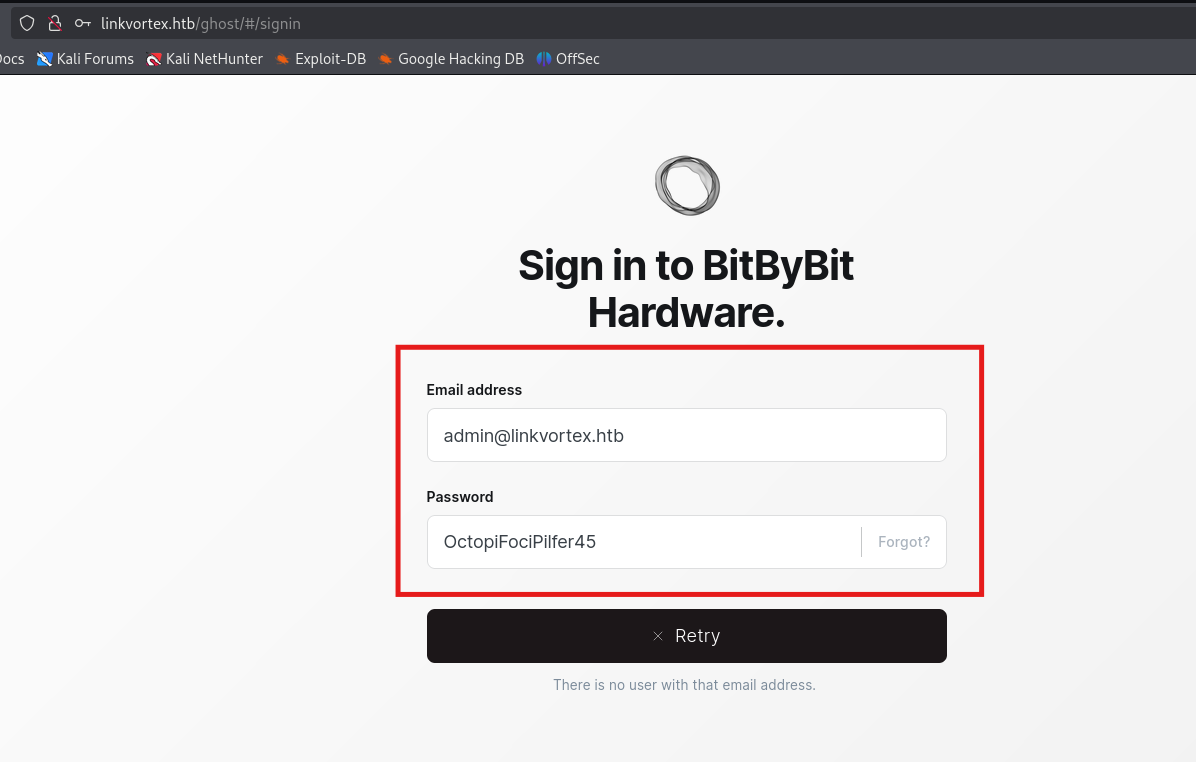 linkvortex.htb/ghost/#/signin
Docs Kali Forums Kali NetHunter Exploit-DB Google Hacking DB OffSec
Sign in to BitByBit
Hardware.
Email address
admin@linkvortex.htb
Password
OctopiFociPilfer45 Forgot?
Retry
There is no user with that email address.